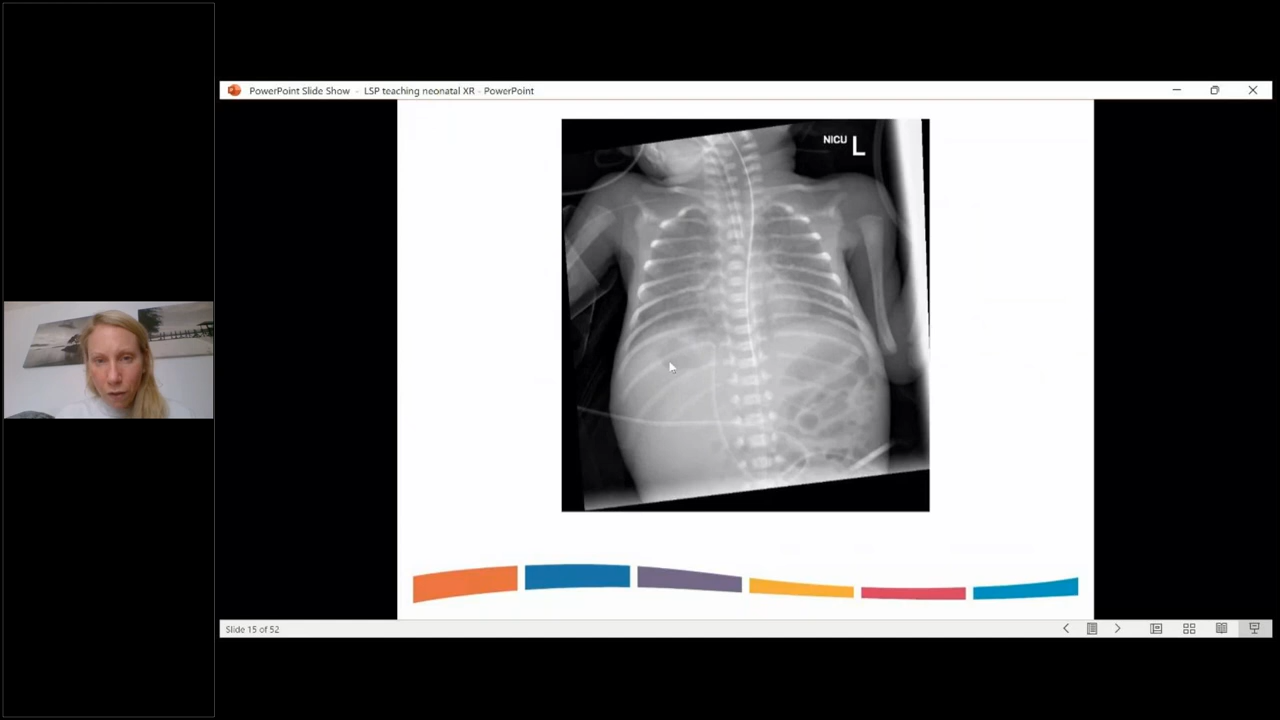 PowerPoint Slide Show - LSP teaching neonatal XR - PowerPoint
NICU L
Slide 15 of 52